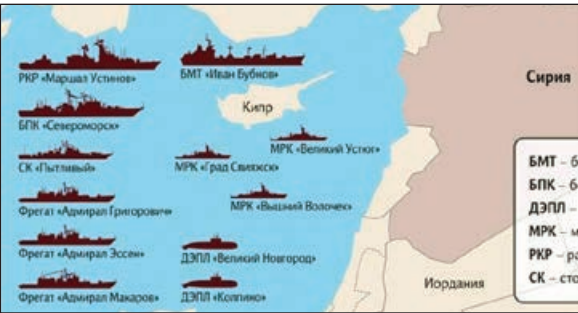 РКР «Маршал Устинов»
БМТ «Иван Бубнов»
Сирия
Кипр
БПК «Североморск»
МРК «Великий Устюг»
СК «Пытливый»
МРК «Град Свияжск»
БМТ – б
БПК – б
Фрегат «Адмирал Григорович»
МРК «Вышний Волочек»
ДЭПЛ –
МРК – м
Фрегат «Адмирал Эссен»
ДЭПЛ «Великий Новгород»
РКР – ра
СК – сто
Иордания
Фрегат «Адмирал Макаров»
ДЭПЛ «Колпино»